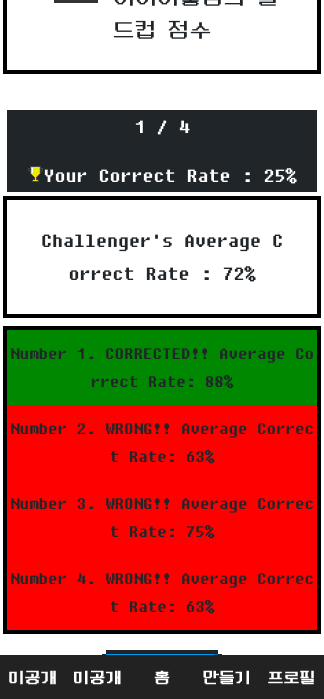 드컵 점수
1 / 4
🏆Your Correct Rate : 25%
Challenger's Average C
orrect Rate : 72%
Number 1. CORRECTED!! Average Co
rrect Rate: 88%
Number 2. WRONG!! Average Correc
t Rate: 63%
Number 3. WRONG!! Average Correc
t Rate: 75%
Number 4. WRONG!! Average Correc
t Rate: 63%
미공개 미공개 홈 만들기 프로필